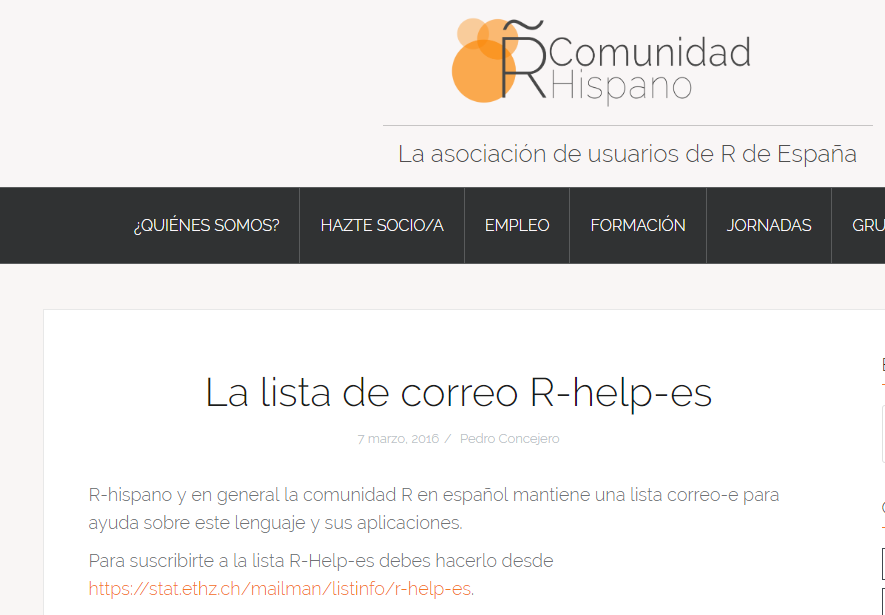 R̃ Comunidad
Hispano
La asociación de usuarios de R de España
¿QUIÉNES SOMOS? HAZTE SOCIO/A EMPLEO FORMACIÓN JORNADAS GRU
La lista de correo R-help-es
7 marzo, 2016 / Pedro Concejero
R-hispano y en general la comunidad R en español mantiene una lista correo-e para
ayuda sobre este lenguaje y sus aplicaciones.
Para suscribirte a la lista R-Help-es debes hacerlo desde
https://stat.ethz.ch/mailman/listinfo/r-help-es.